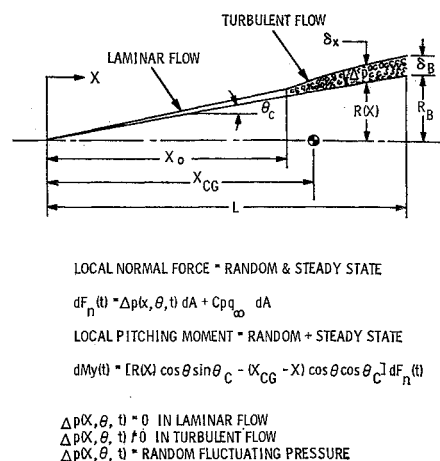 TURBULENT FLOW
δx
LAMINAR FLOW
δB
X
Δp
θc
R(X)
RB
Xo
XCG
L
LOCAL NORMAL FORCE = RANDOM & STEADY STATE
dFn(t) = Δp(x, θ, t) dA + Cpq∞ dA
LOCAL PITCHING MOMENT = RANDOM + STEADY STATE
dMy(t) = [R(X) cos θ sin θC - (XCG - X) cos θ cos θC] dFn(t)
Δp(X, θ, t) = 0 IN LAMINAR FLOW
Δp(X, θ, t) ≠ 0 IN TURBULENT FLOW
Δp(X, θ, t) = RANDOM FLUCTUATING PRESSURE